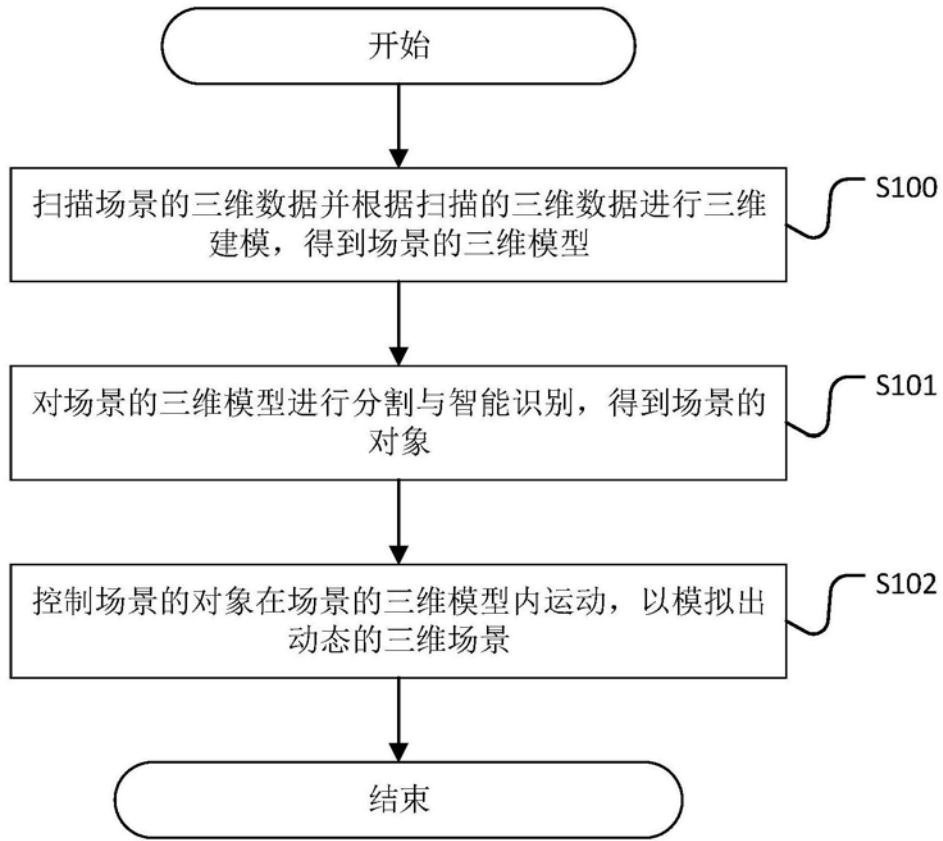 开始
扫描场景的三维数据并根据扫描的三维数据进行三维
建模，得到场景的三维模型
S100
对场景的三维模型进行分割与智能识别，得到场景的
对象
S101
控制场景的对象在场景的三维模型内运动，以模拟出
动态的三维场景
S102
结束